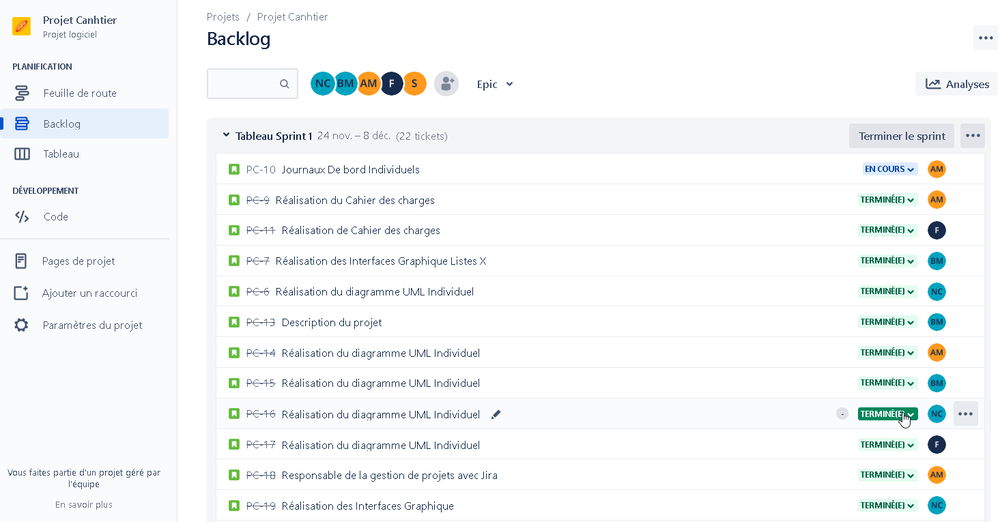 Projet Canhtier
Projet logiciel
PLANIFICATION
Feuille de route
Backlog
Tableau
DÉVELOPPEMENT
Code
Pages de projet
Ajouter un raccourci
Paramètres du projet
Vous faites partie d'un projet géré par
l'équipe
En savoir plus
Projets / Projet Canhtier
Backlog
NC BM AM F S Epic
Analyses
Tableau Sprint 1 24 nov. – 8 déc. (22 tickets) Terminer le sprint
PC-10 Journaux De bord Individuels EN COURS AM
PC-9 Réalisation du Cahier des charges TERMINÉ(E) AM
PC-11 Réalisation de Cahier des charges TERMINÉ(E) F
PC-7 Réalisation des Interfaces Graphique Listes X TERMINÉ(E) BM
PC-6 Réalisation du diagramme UML Individuel TERMINÉ(E) NC
PC-13 Description du projet TERMINÉ(E) BM
PC-14 Réalisation du diagramme UML Individuel TERMINÉ(E) AM
PC-15 Réalisation du diagramme UML Individuel TERMINÉ(E) BM
PC-16 Réalisation du diagramme UML Individuel - TERMINÉ(E) NC
PC-17 Réalisation du diagramme UML Individuel TERMINÉ(E) F
PC-18 Responsable de la gestion de projets avec Jira TERMINÉ(E) AM
PC-19 Réalisation des Interfaces Graphique TERMINÉ(E) NC